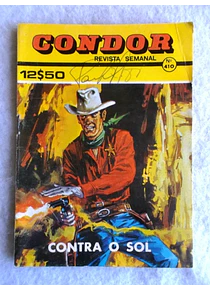 CONDOR
REVISTA SEMANAL
Nº 410
12$50
CONTRA O SOL